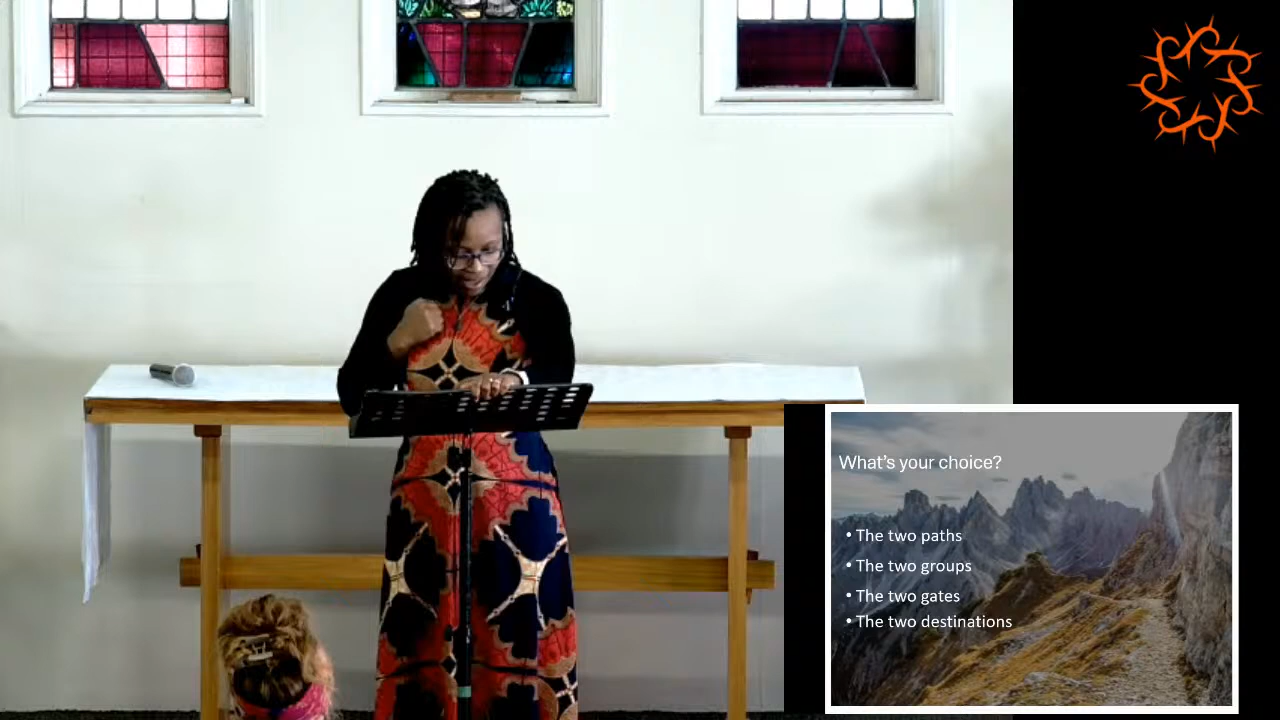 What's your choice?
• The two paths
• The two groups
• The two gates
• The two destinations